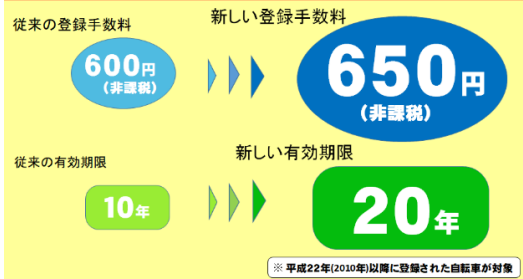 従来の登録手数料
新しい登録手数料
600円
（非課税）
650円
（非課税）
従来の有効期限
新しい有効期限
10年
20年
※ 平成22年(2010年)以降に登録された自転車が対象